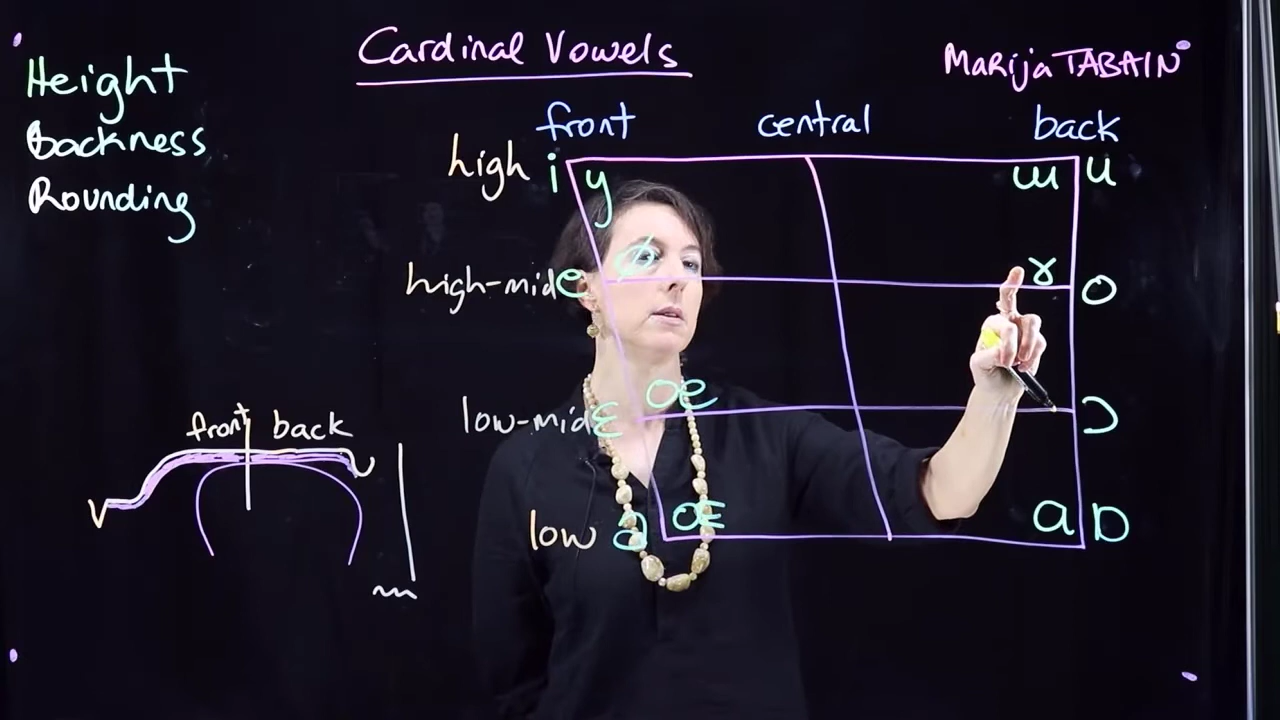 Cardinal Vowels
Marija TABAIN
Height
Backness
Rounding
front central back
high i y ɯ u
high-mid e ø ɤ o
low-mid ɛ œ ɔ
low a ɶ ɑ ɒ
front back